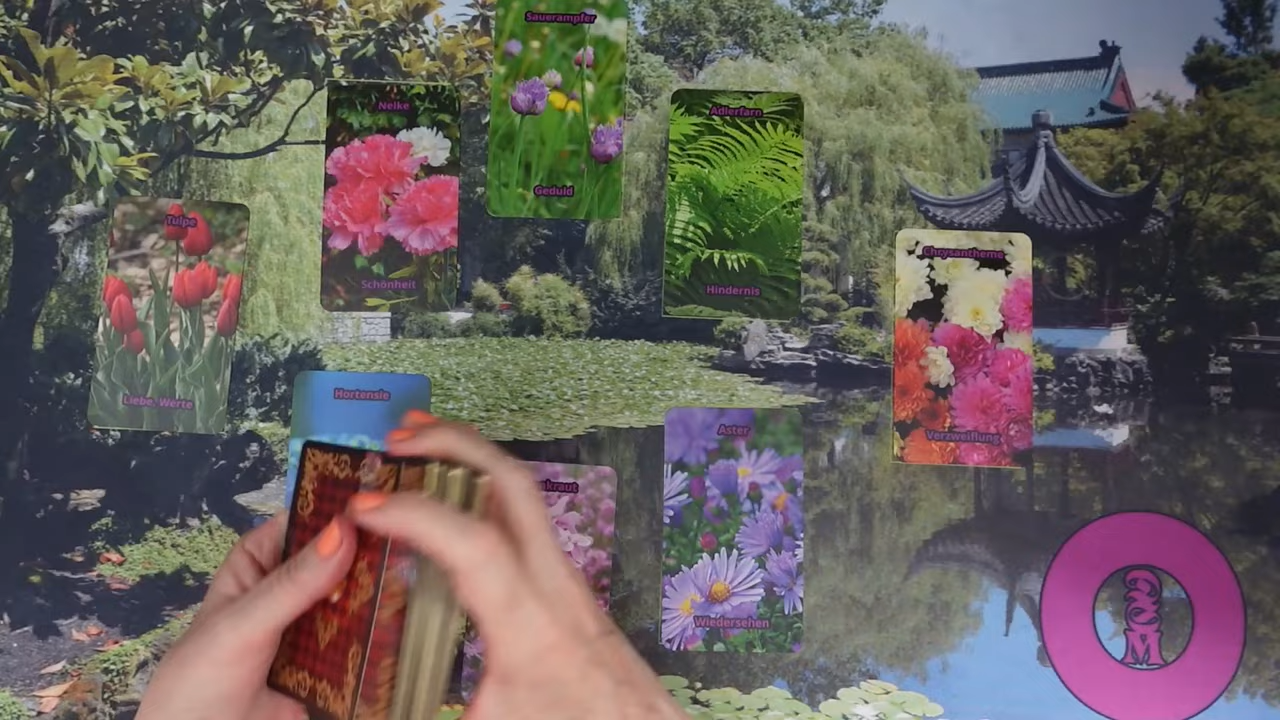 Sauerampfer
Geduld
Nelke
Schönheit
Adlerfarn
Hindernis
Tulpe
Liebe, Werte
Chrysantheme
Verzweiflung
Hortensie
Aster
Wiedersehen